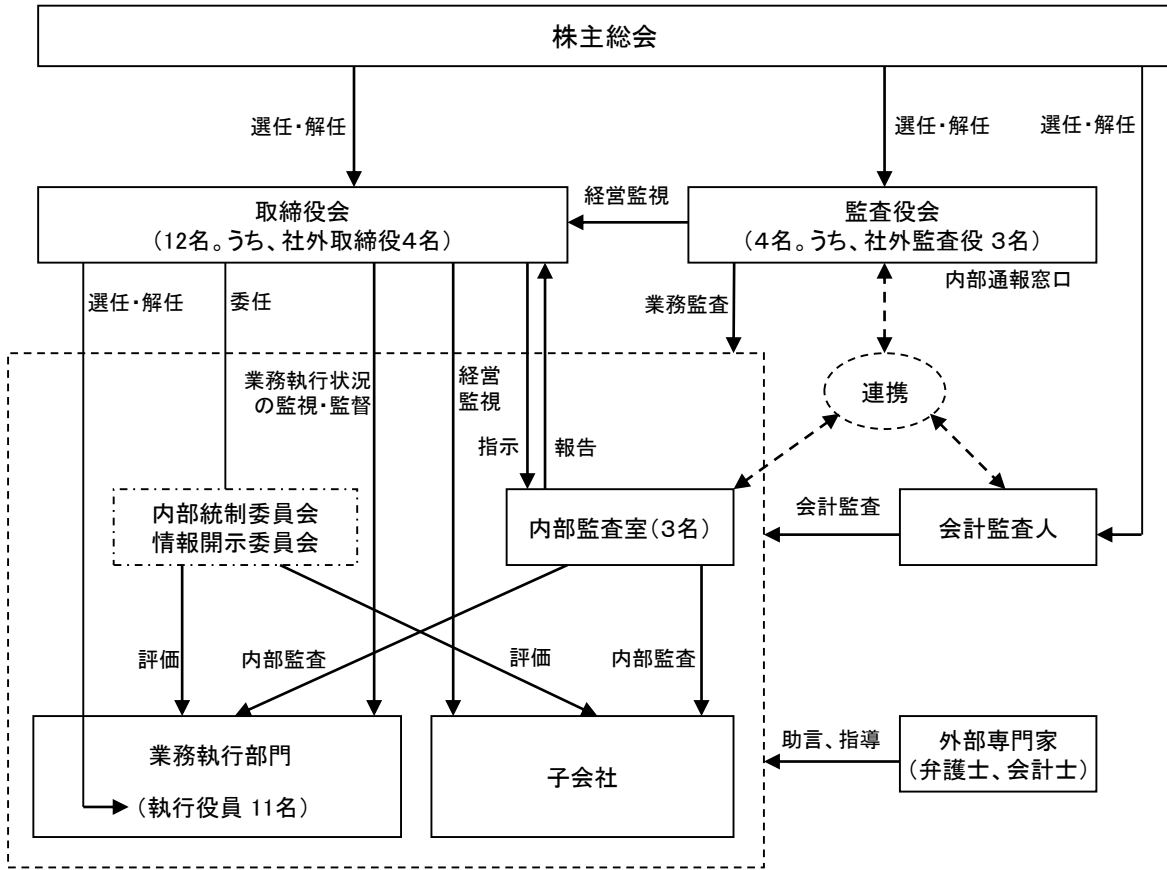 株主総会
選任・解任
選任・解任
選任・解任
取締役会
(12名。うち、社外取締役4名)
経営監視
監査役会
(4名。うち、社外監査役 3名)
選任・解任
委任
業務監査
内部通報窓口
業務執行状況
の監視・監督
経営
監視
連携
指示
報告
内部統制委員会
情報開示委員会
内部監査室(3名)
会計監査
会計監査人
評価
内部監査
評価
内部監査
業務執行部門
(執行役員 11名)
子会社
助言、指導
外部専門家
(弁護士、会計士)